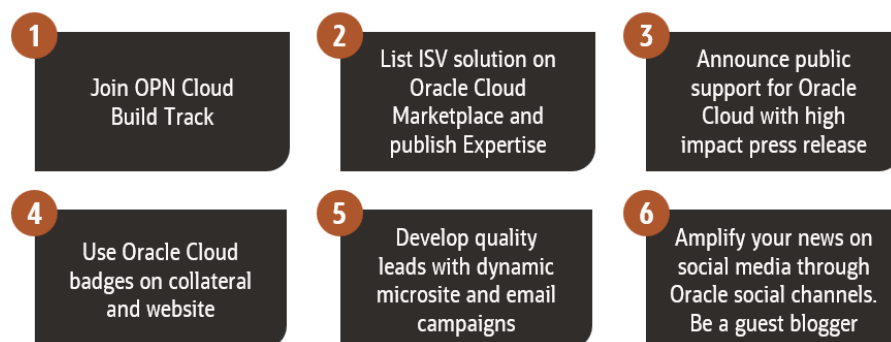 1
Join OPN Cloud
Build Track
2
List ISV solution on
Oracle Cloud
Marketplace and
publish Expertise
3
Announce public
support for Oracle
Cloud with high
impact press release
4
Use Oracle Cloud
badges on collateral
and website
5
Develop quality
leads with dynamic
microsite and email
campaigns
6
Amplify your news on
social media through
Oracle social channels.
Be a guest blogger